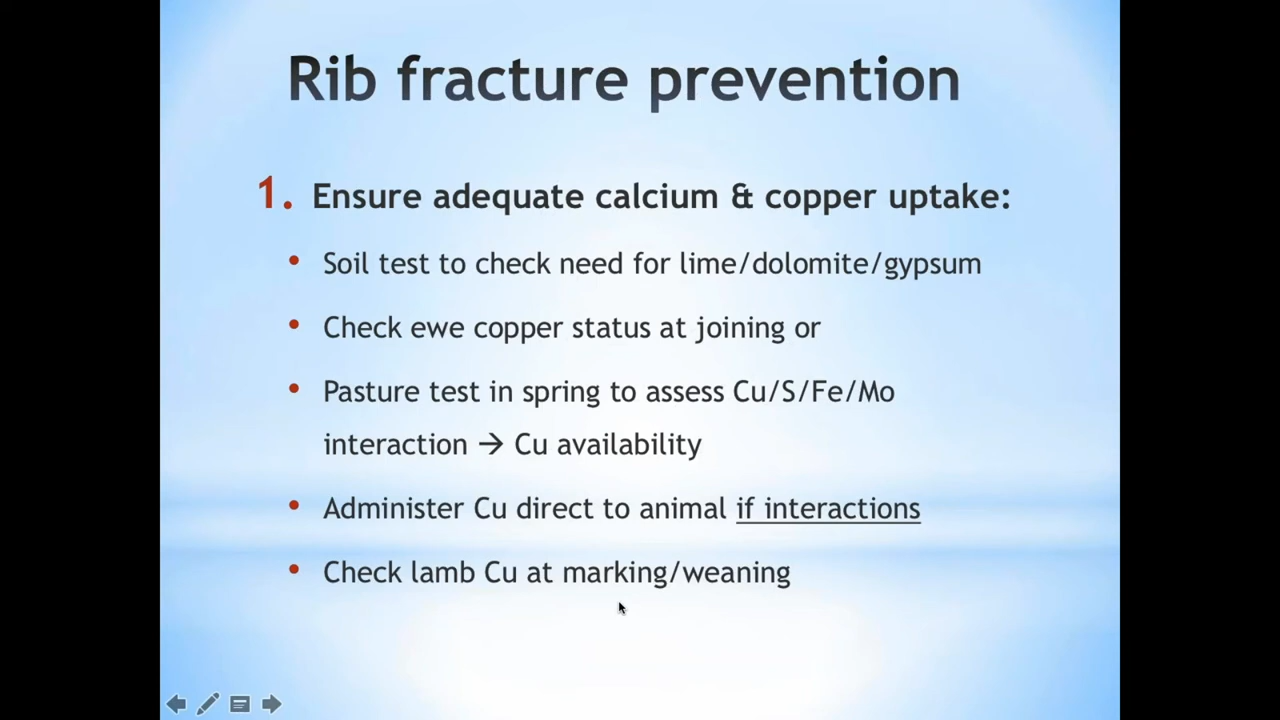 Rib fracture prevention
1. Ensure adequate calcium & copper uptake:
• Soil test to check need for lime/dolomite/gypsum
• Check ewe copper status at joining or
• Pasture test in spring to assess Cu/S/Fe/Mo
interaction → Cu availability
• Administer Cu direct to animal if interactions
• Check lamb Cu at marking/weaning